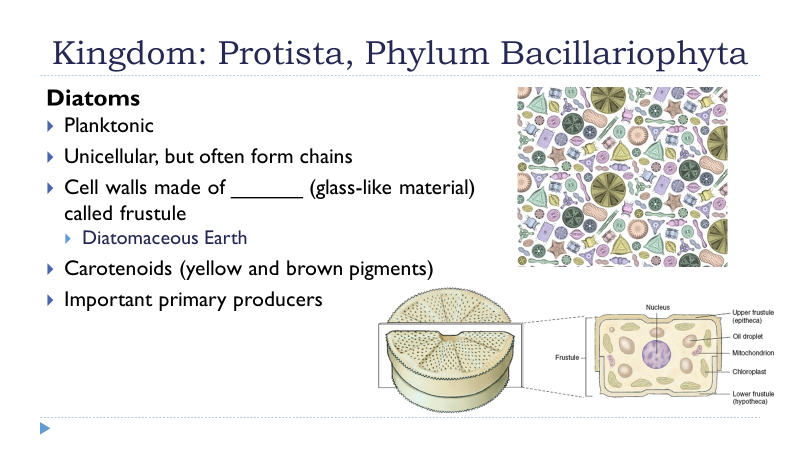 Kingdom: Protista, Phylum Bacillariophyta
Diatoms
Planktonic
Unicellular, but often form chains
Cell walls made of _______ (glass-like material)
called frustule
Diatomaceous Earth
Carotenoids (yellow and brown pigments)
Important primary producers
Nucleus
Upper frustule
(epitheca)
Oil droplet
Mitochondrion
Frustule
Chloroplast
Lower frustule
(hypotheca)